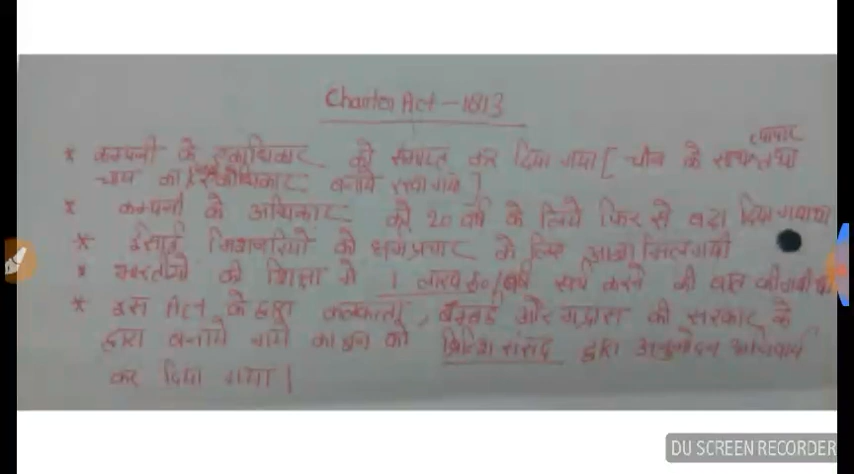 Charter Act - 1813
* कम्पनी के एकाधिकार को समाप्त कर दिया गया [ चीन के साथ व्यापार तथा
चाय का एकाधिकार बनाये रखा गया ]
* कम्पनी के अधिकार को 20 वर्ष के लिये फिर से बढ़ा दिया गया था
* ईसाई मिशनरियों को धर्मप्रचार के लिए आज्ञा मिल गयी
* भारतीयों की शिक्षा में 1 लाख रु0/वर्ष खर्च करने की बात की गयी थी
* इस Act के द्वारा कलकत्ता, बम्बई और मद्रास की सरकार के
द्वारा बनाये गये कानून को ब्रिटिश संसद द्वारा अनुमोदन अनिवार्य
कर दिया गया।
DU SCREEN RECORDER